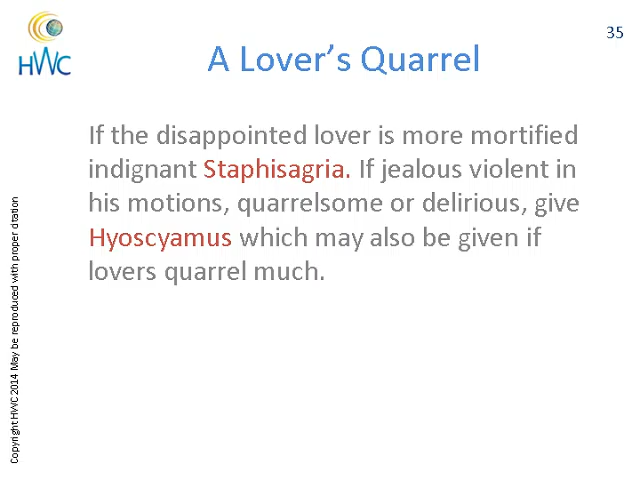 35
HWC
A Lover’s Quarrel
If the disappointed lover is more mortified
indignant Staphisagria. If jealous violent in
his motions, quarrelsome or delirious, give
Hyoscyamus which may also be given if
lovers quarrel much.
Copyright HWC 2014 May be reproduced with proper citation